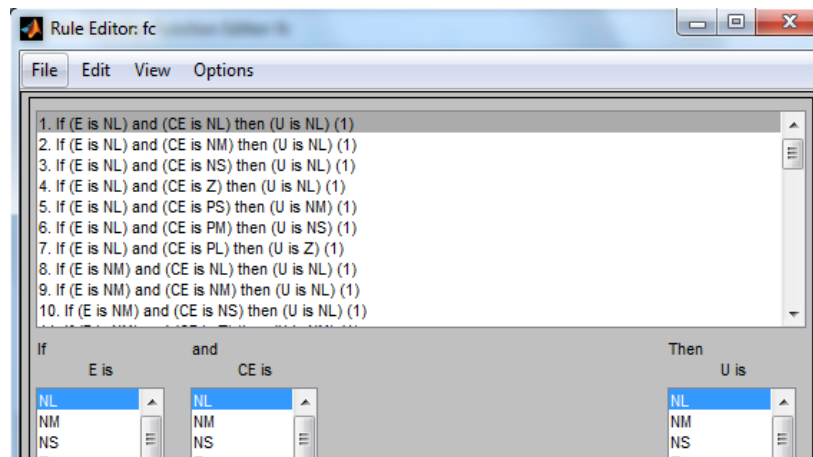 Rule Editor: fc
File Edit View Options
1. If (E is NL) and (CE is NL) then (U is NL) (1)
2. If (E is NL) and (CE is NM) then (U is NL) (1)
3. If (E is NL) and (CE is NS) then (U is NL) (1)
4. If (E is NL) and (CE is Z) then (U is NL) (1)
5. If (E is NL) and (CE is PS) then (U is NM) (1)
6. If (E is NL) and (CE is PM) then (U is NS) (1)
7. If (E is NL) and (CE is PL) then (U is Z) (1)
8. If (E is NM) and (CE is NL) then (U is NL) (1)
9. If (E is NM) and (CE is NM) then (U is NL) (1)
10. If (E is NM) and (CE is NS) then (U is NL) (1)
If and Then
E is CE is U is
NL NL NL
NM NM NM
NS NS NS